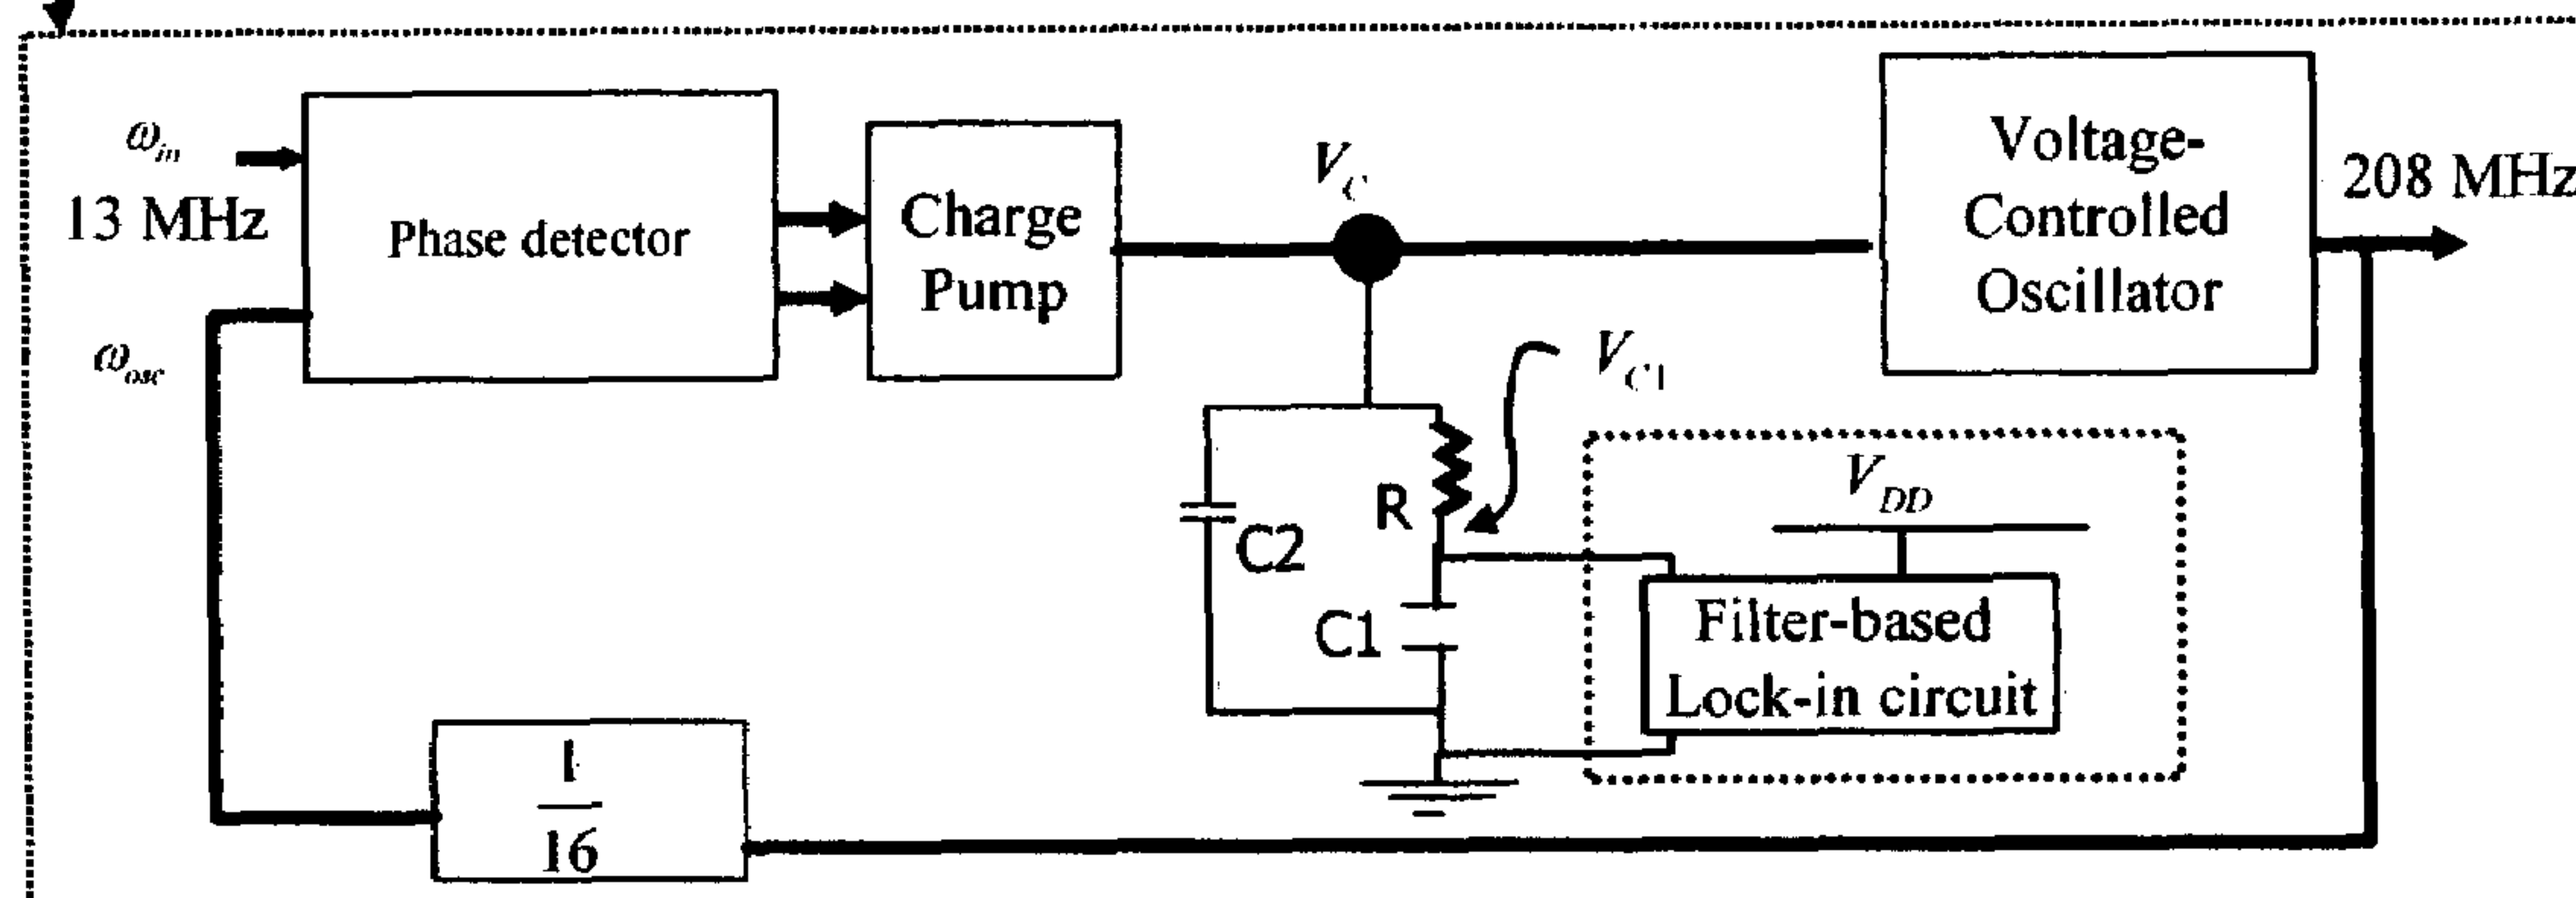 ω_in
13 MHz
ω_osc
Phase detector
Charge
Pump
V_C
Voltage-
Controlled
Oscillator
208 MHz
V_C1
R
C2
C1
V_DD
Filter-based
Lock-in circuit
1
16